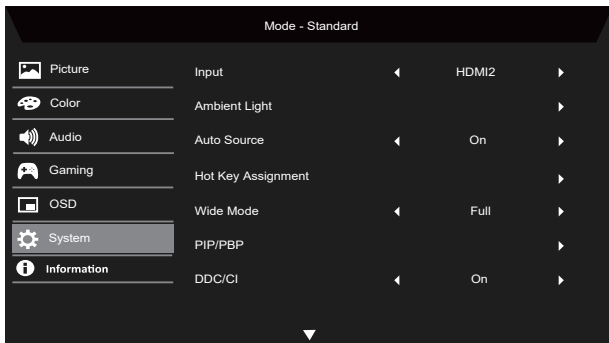 Mode - Standard
Picture
Color
Audio
Gaming
OSD
System
Information
Input HDMI2
Ambient Light
Auto Source On
Hot Key Assignment
Wide Mode Full
PIP/PBP
DDC/CI On